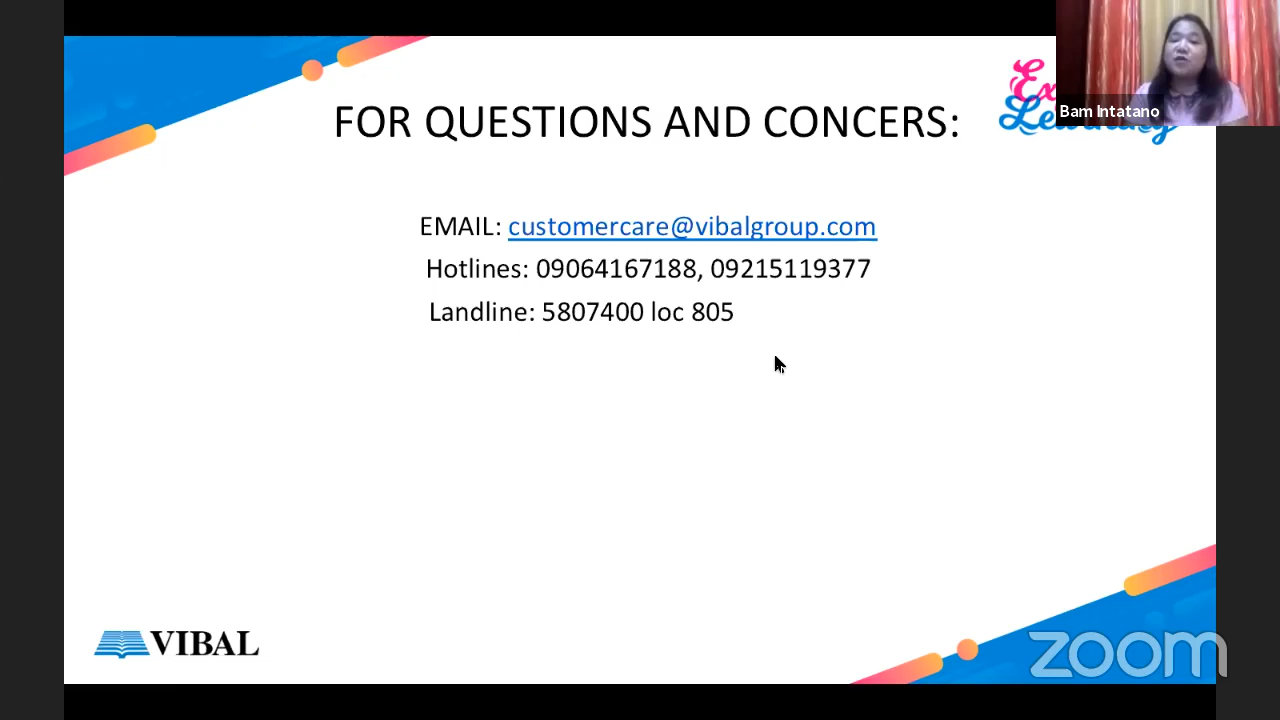 FOR QUESTIONS AND CONCERS:
Bam Intatano
EMAIL: customercare@vibalgroup.com
Hotlines: 09064167188, 09215119377
Landline: 5807400 loc 805
VIBAL
zoom